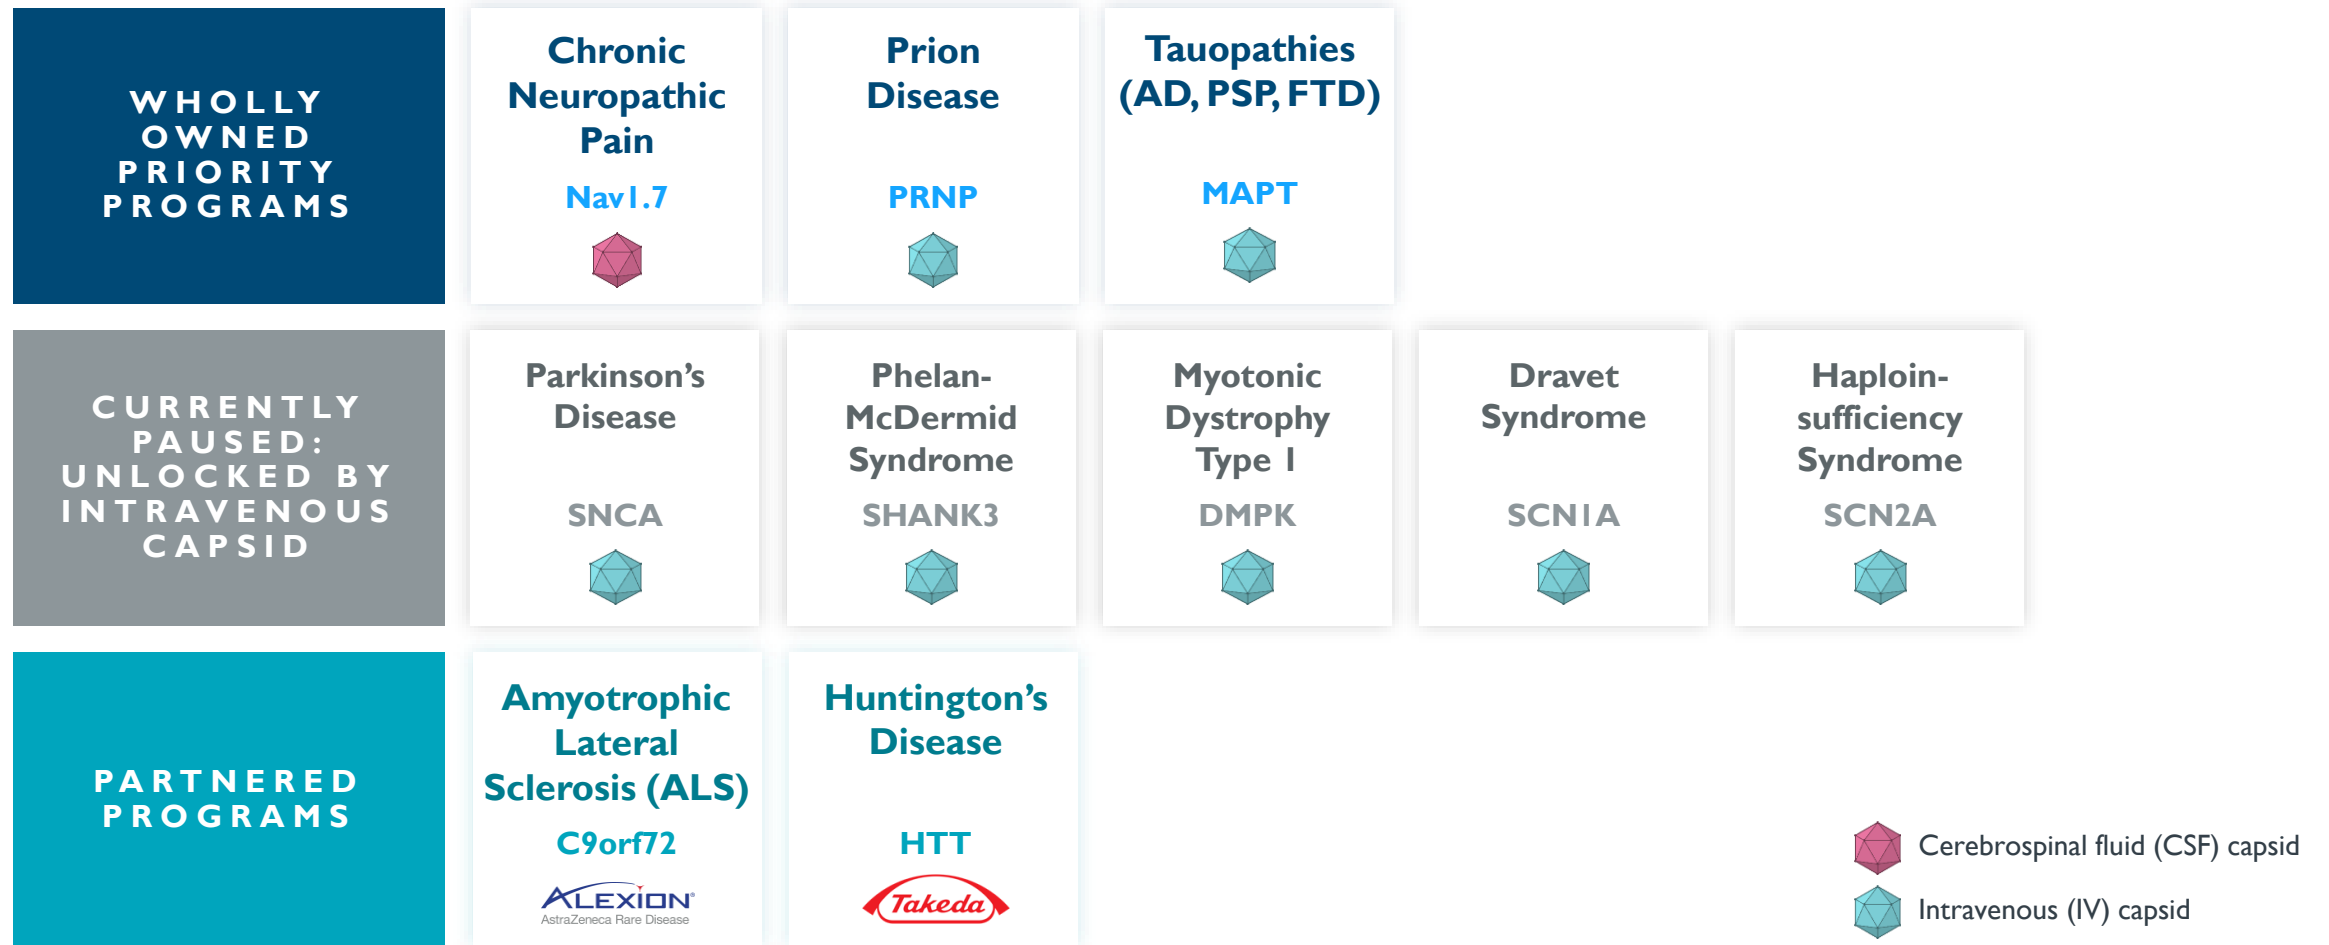 WHOLLY
OWNED
PRIORITY
PROGRAMS
Chronic
Neuropathic
Pain
Nav1.7
Prion
Disease
PRNP
Tauopathies
(AD, PSP, FTD)
MAPT
CURRENTLY
PAUSED:
UNLOCKED BY
INTRAVENOUS
CAPSID
Parkinson’s
Disease
SNCA
Phelan-
McDermid
Syndrome
SHANK3
Myotonic
Dystrophy
Type 1
DMPK
Dravet
Syndrome
SCN1A
Haploin-
sufficiency
Syndrome
SCN2A
PARTNERED
PROGRAMS
Amyotrophic
Lateral
Sclerosis (ALS)
C9orf72
ALEXION®
AstraZeneca Rare Disease
Huntington’s
Disease
HTT
Takeda
Cerebrospinal fluid (CSF) capsid
Intravenous (IV) capsid